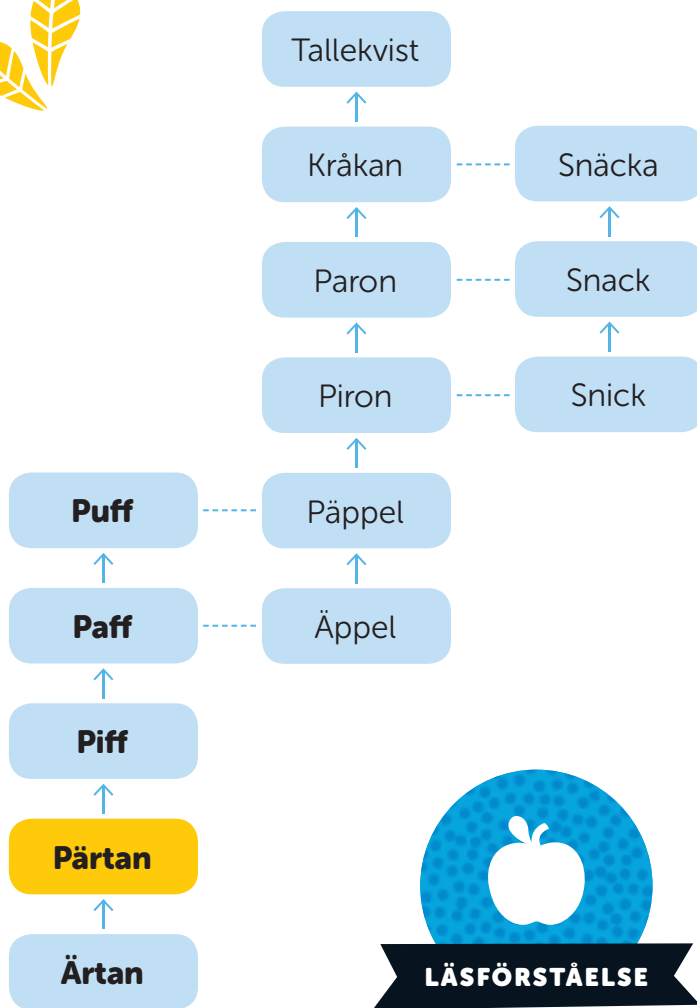 Tallekvist
Kråkan
Snäcka
Paron
Snack
Piron
Snick
Puff
Päppel
Paff
Äppel
Piff
Pärtan
Ärtan
LÄSFÖRSTÅELSE